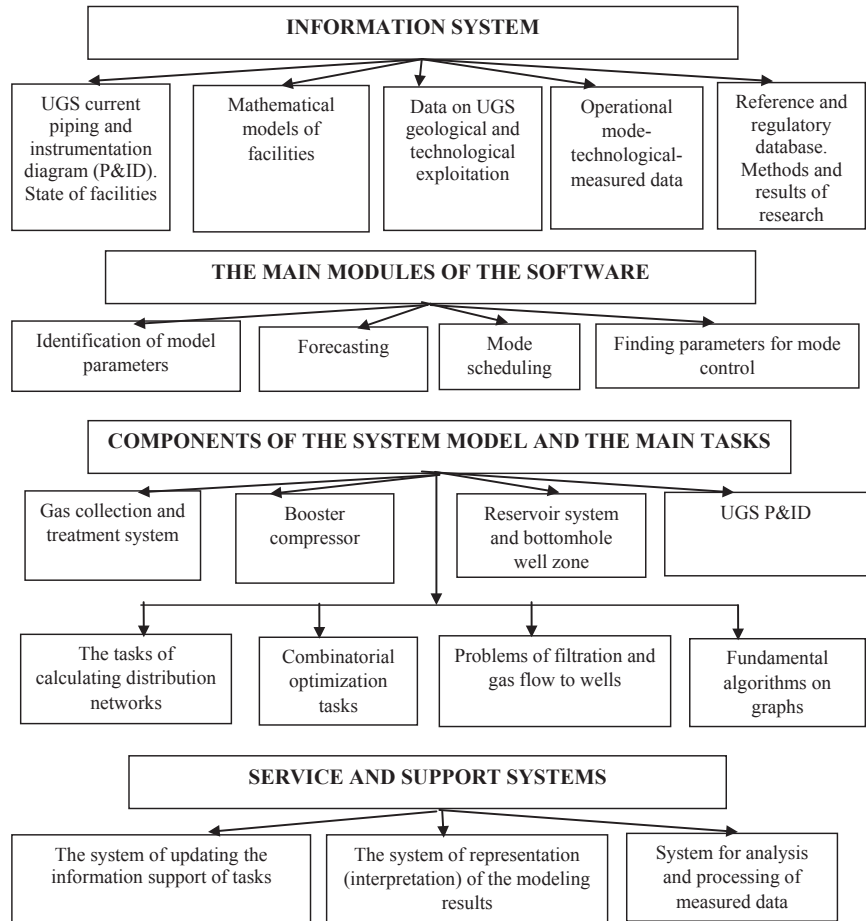 INFORMATION SYSTEM
UGS current
piping and
instrumentation
diagram (P&ID).
State of facilities
Mathematical
models of
facilities
Data on UGS
geological and
technological
exploitation
Operational
mode-
technological-
measured data
Reference and
regulatory
database.
Methods and
results of
research
THE MAIN MODULES OF THE SOFTWARE
Identification of model
parameters
Forecasting
Mode
scheduling
Finding parameters for mode
control
COMPONENTS OF THE SYSTEM MODEL AND THE MAIN TASKS
Gas collection and
treatment system
Booster
compressor
Reservoir system
and bottomhole
well zone
UGS P&ID
The tasks of
calculating distribution
networks
Combinatorial
optimization
tasks
Problems of filtration and
gas flow to wells
Fundamental
algorithms on
graphs
SERVICE AND SUPPORT SYSTEMS
The system of updating the
information support of tasks
The system of representation
(interpretation) of the modeling
results
System for analysis
and processing of
measured data